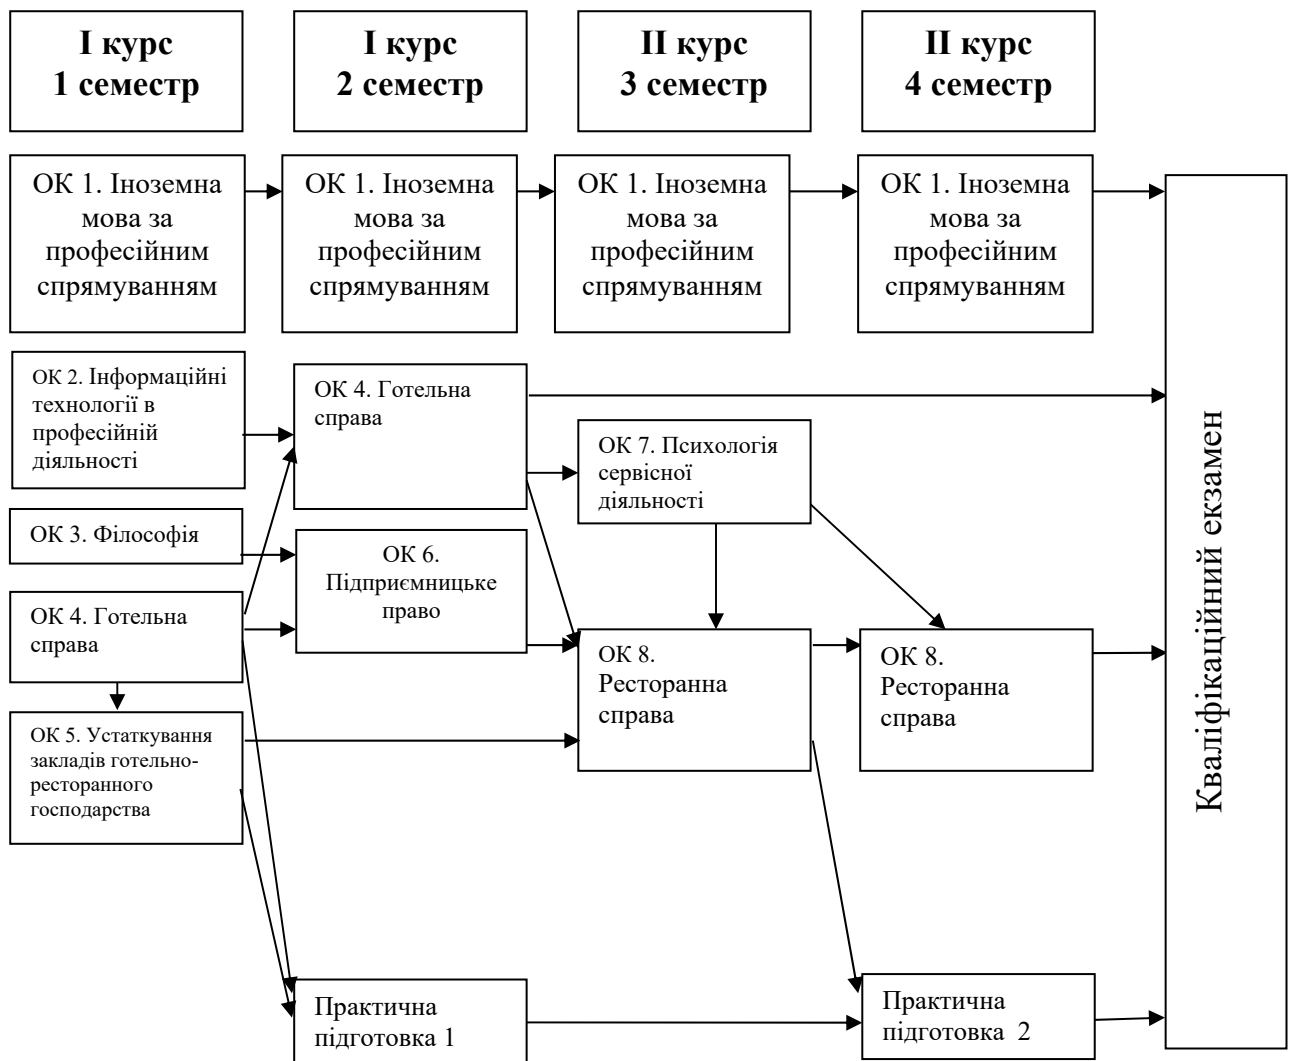 І курс
1 семестр
І курс
2 семестр
ІІ курс
3 семестр
ІІ курс
4 семестр
ОК 1. Іноземна
мова за
професійним
спрямуванням
ОК 1. Іноземна
мова за
професійним
спрямуванням
ОК 1. Іноземна
мова за
професійним
спрямуванням
ОК 1. Іноземна
мова за
професійним
спрямуванням
ОК 2. Інформаційні
технології в
професійній
діяльності
ОК 3. Філософія
ОК 4. Готельна
справа
ОК 5. Устаткування
закладів готельно-
ресторанного
господарства
ОК 4. Готельна
справа
ОК 6.
Підприємницьке
право
Практична
підготовка 1
ОК 7. Психологія
сервісної
діяльності
ОК 8.
Ресторанна
справа
ОК 8.
Ресторанна
справа
Практична
підготовка 2
Кваліфікаційний екзамен